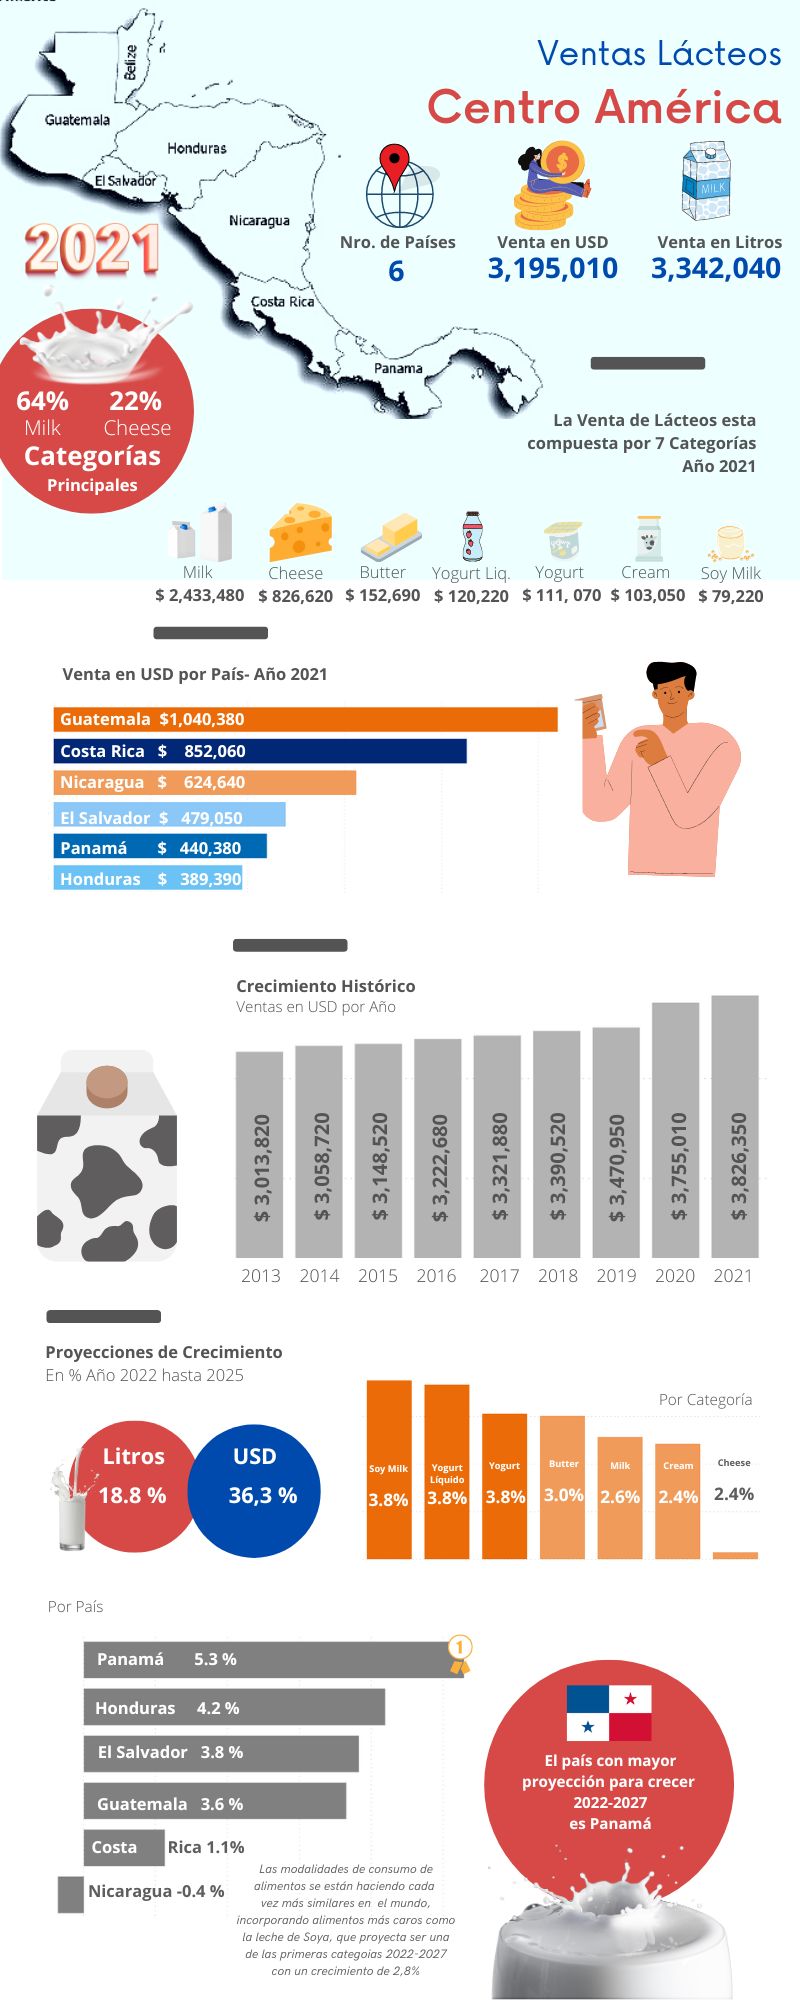 Belize
Guatemala
Honduras
El Salvador
Nicaragua
Costa Rica
Panama
Ventas Lácteos
Centro América
MILK
Nro. de Países
6
Venta en USD
3,195,010
Venta en Litros
3,342,040
2021
64%
Milk
22%
Cheese
Categorías
Principales
La Venta de Lácteos esta
compuesta por 7 Categorías
Año 2021
Milk
$ 2,433,480
Cheese
$ 826,620
Butter
$ 152,690
Yogurt Liq.
$ 120,220
Yogurt
$ 111, 070
Cream
$ 103,050
Soy Milk
$ 79,220
Venta en USD por País- Año 2021
Guatemala $1,040,380
Costa Rica $ 852,060
Nicaragua $ 624,640
El Salvador $ 479,050
Panamá $ 440,380
Honduras $ 389,390
Crecimiento Histórico
Ventas en USD por Año
$ 3,013,820
$ 3,058,720
$ 3,148,520
$ 3,222,680
$ 3,321,880
$ 3,390,520
$ 3,470,950
$ 3,755,010
$ 3,826,350
2013 2014 2015 2016 2017 2018 2019 2020 2021
Proyecciones de Crecimiento
En % Año 2022 hasta 2025
Litros
18.8 %
USD
36,3 %
Por Categoría
Soy Milk
3.8%
Yogurt
Líquido
3.8%
Yogurt
3.8%
Butter
3.0%
Milk
2.6%
Cream
2.4%
Cheese
2.4%
Por País
1
Panamá 5.3 %
Honduras 4.2 %
El Salvador 3.8 %
Guatemala 3.6 %
Costa Rica 1.1%
Nicaragua -0.4 %
Las modalidades de consumo de
alimentos se están haciendo cada
vez más similares en el mundo,
incorporando alimentos más caros como
la leche de Soya, que proyecta ser una
de las primeras categoias 2022-2027
con un crecimiento de 2,8%
El país con mayor
proyección para crecer
2022-2027
es Panamá